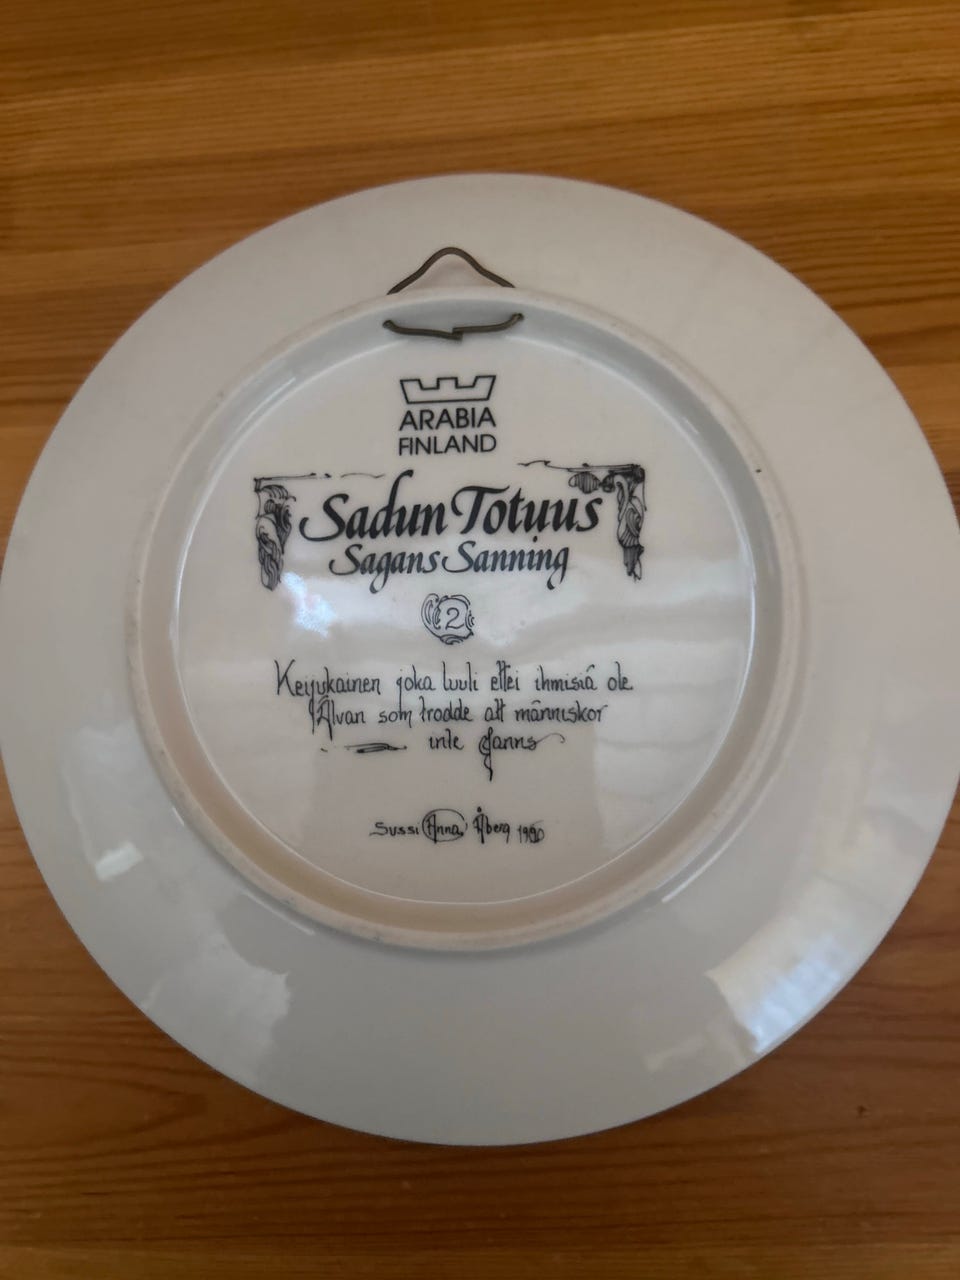 ARABIA
FINLAND
Sadun Totuus
Sagans Sanning
2
Keijukainen joka luuli ettei ihmisiä ole
Älvan som trodde att människor
inte fanns
Sussi Anna Åberg 1990